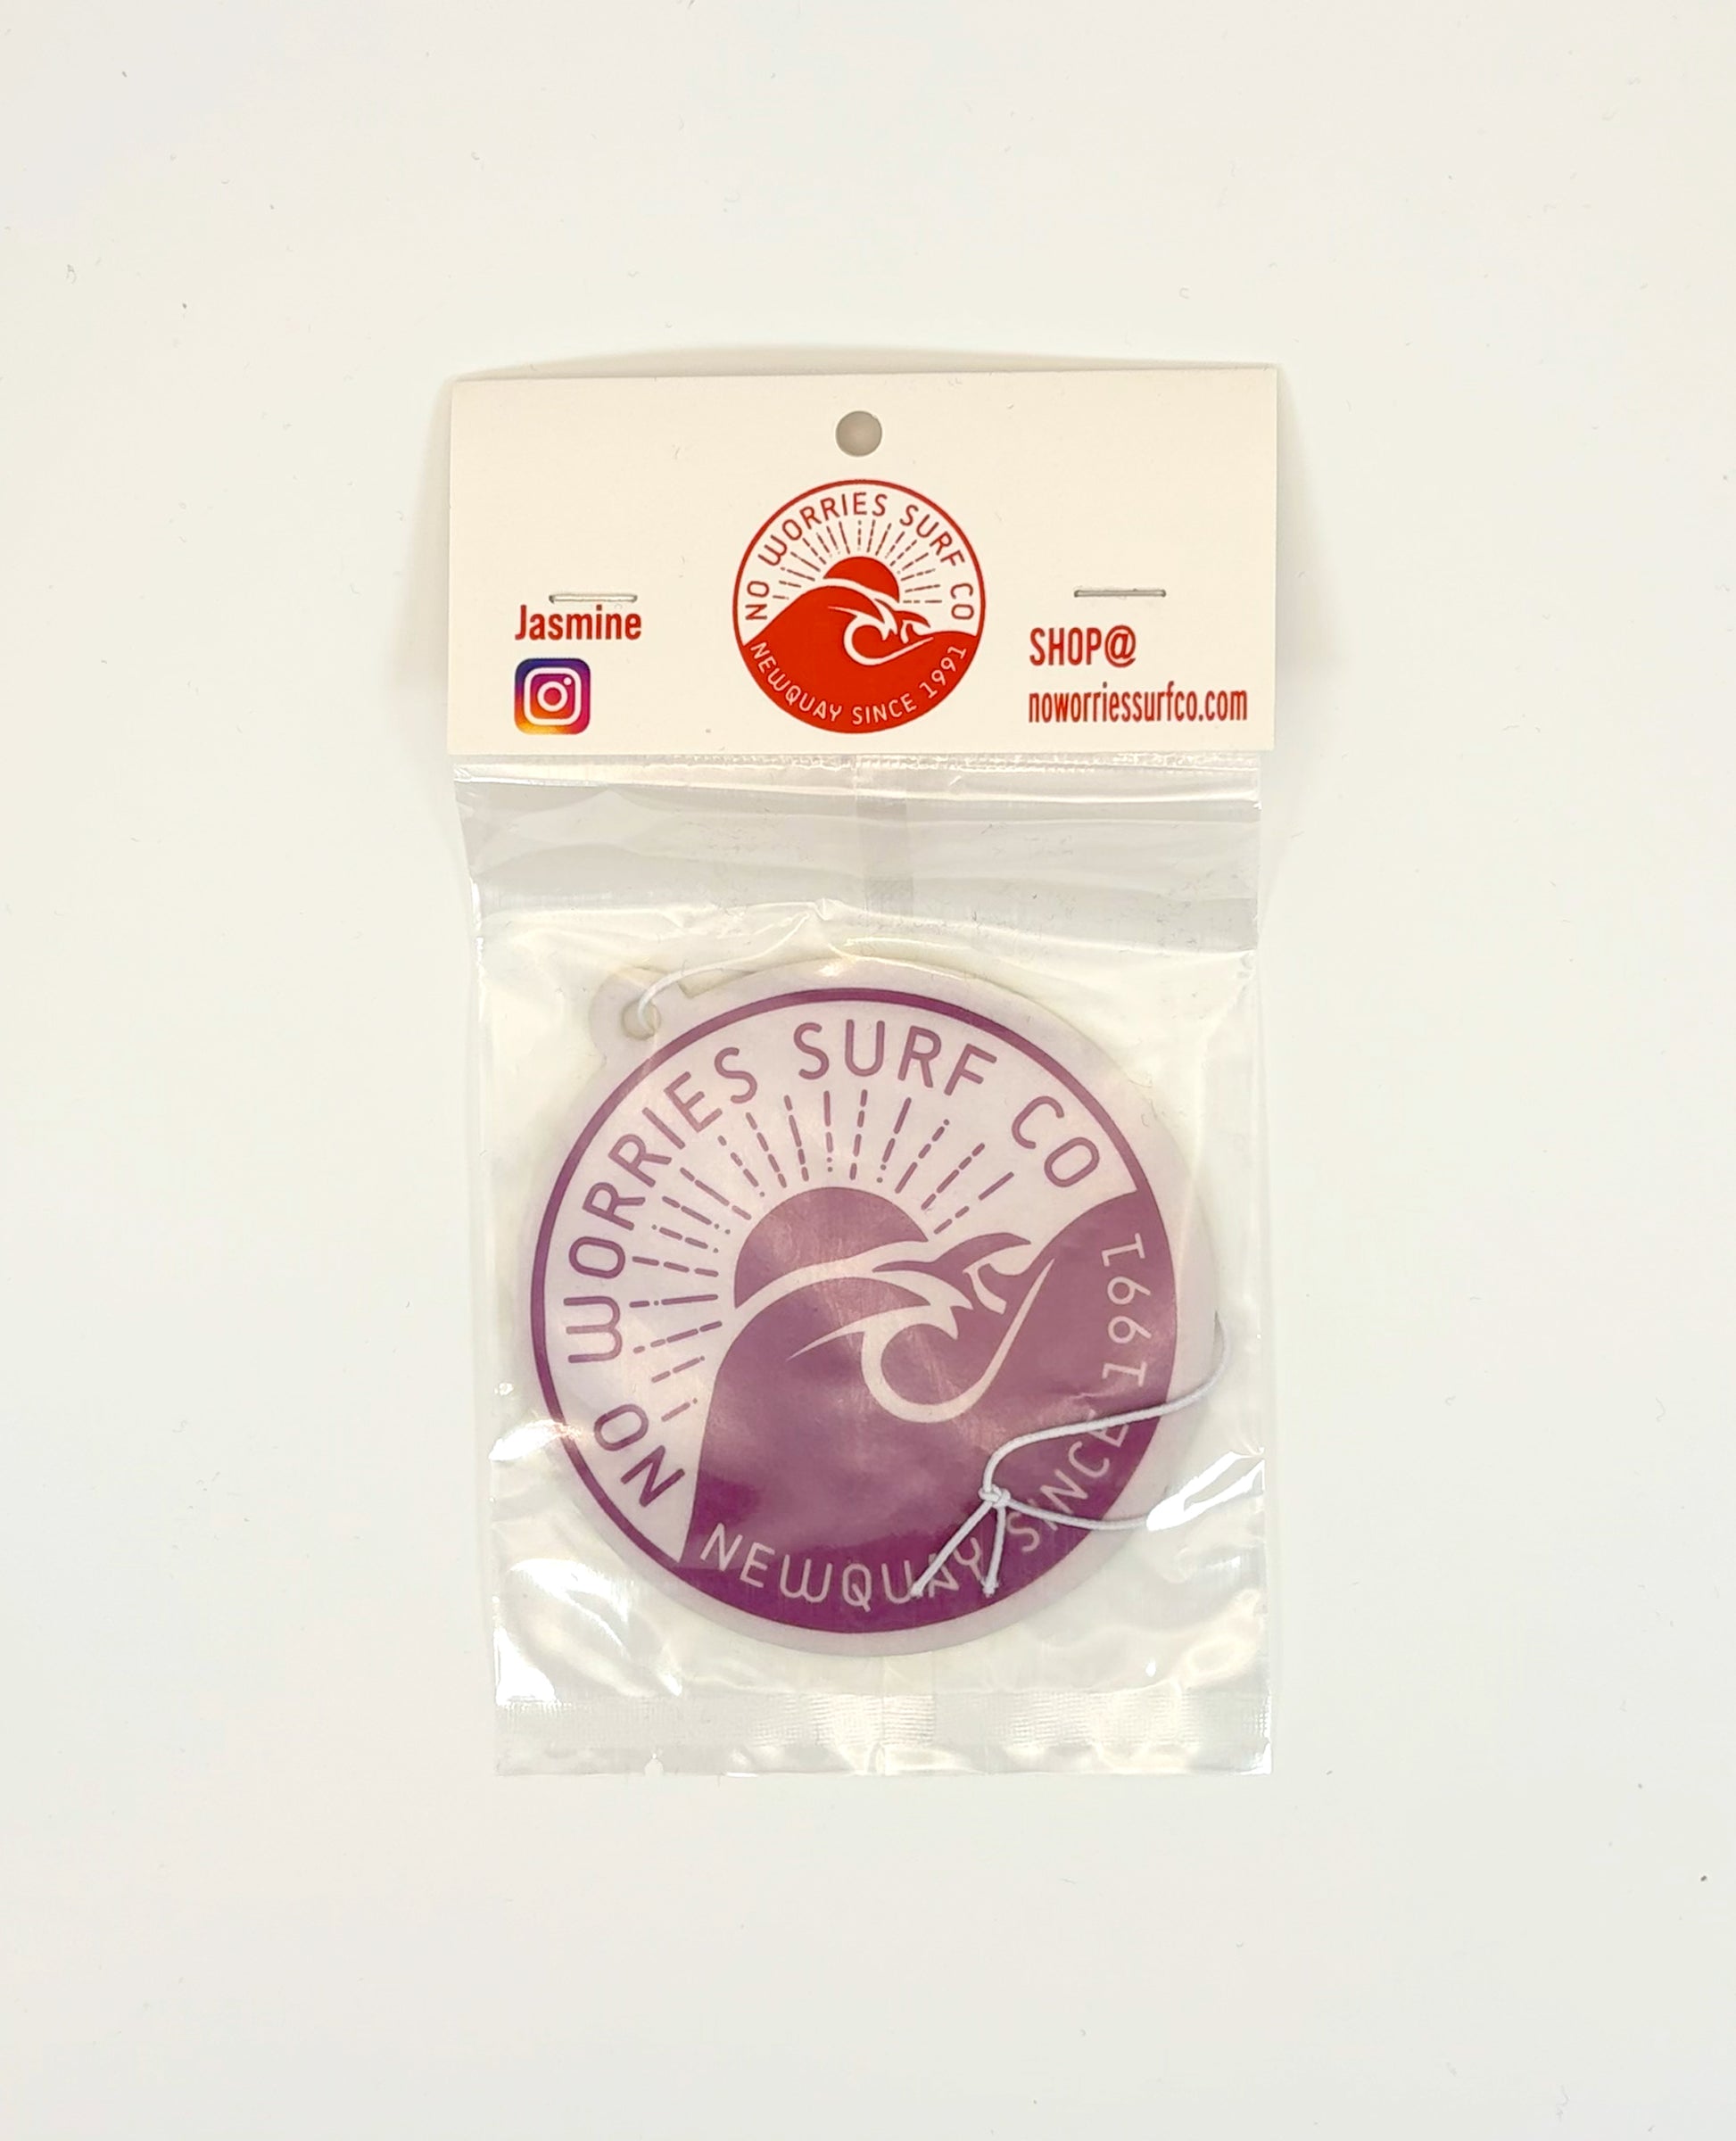 NO WORRIES SURF CO
NEWQUAY SINCE 1991
Jasmine
SHOP@
noworriessurfco.com
NO WORRIES SURF CO
NEWQUAY SINCE 1991